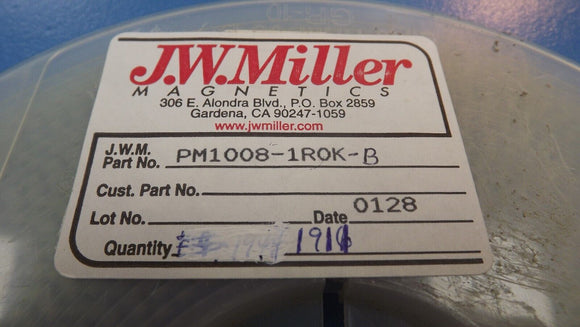 J.W.Miller
MAGNETICS
306 E. Alondra Blvd., P.O. Box 2859
Gardena, CA 90247-1059
www.jwmiller.com
J.W.M.
Part No. PM1008-1R0K-B
Cust. Part No.
Lot No. Date 0128
Quantity